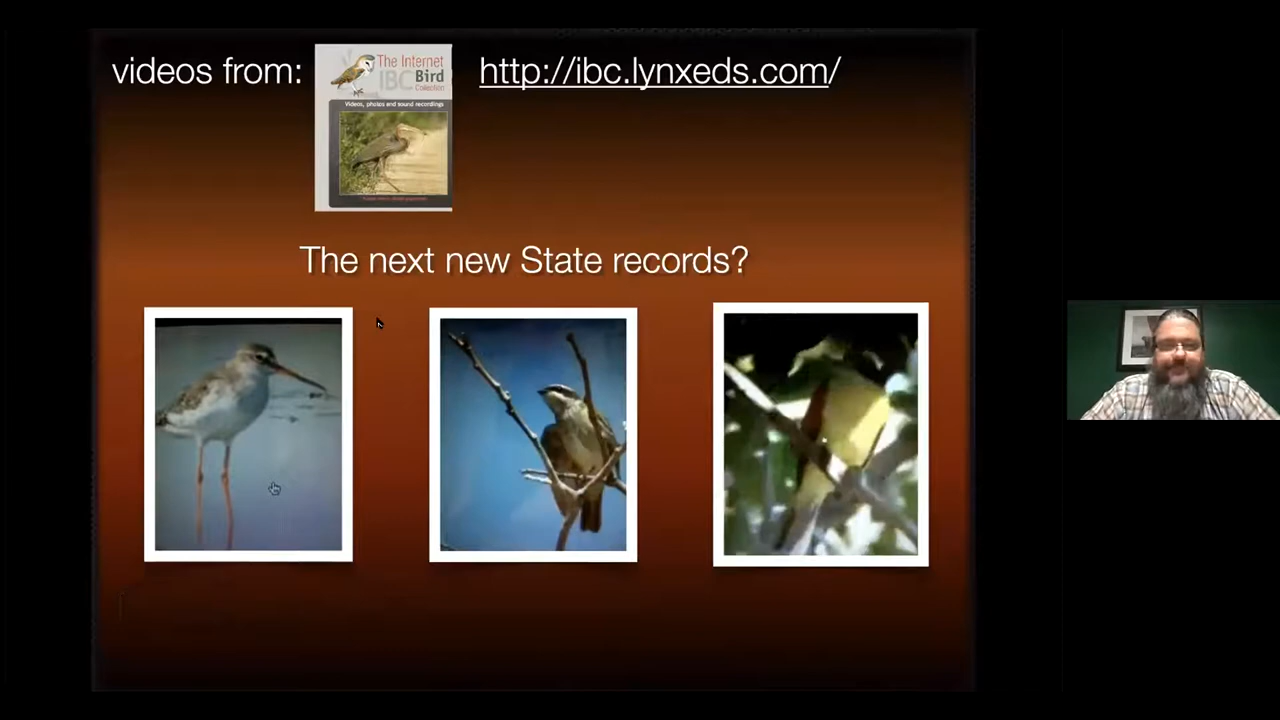 videos from:
The Internet
IBC Bird
Collection
Videos, photos and sound recordings
http://ibc.lynxeds.com/
The next new State records?